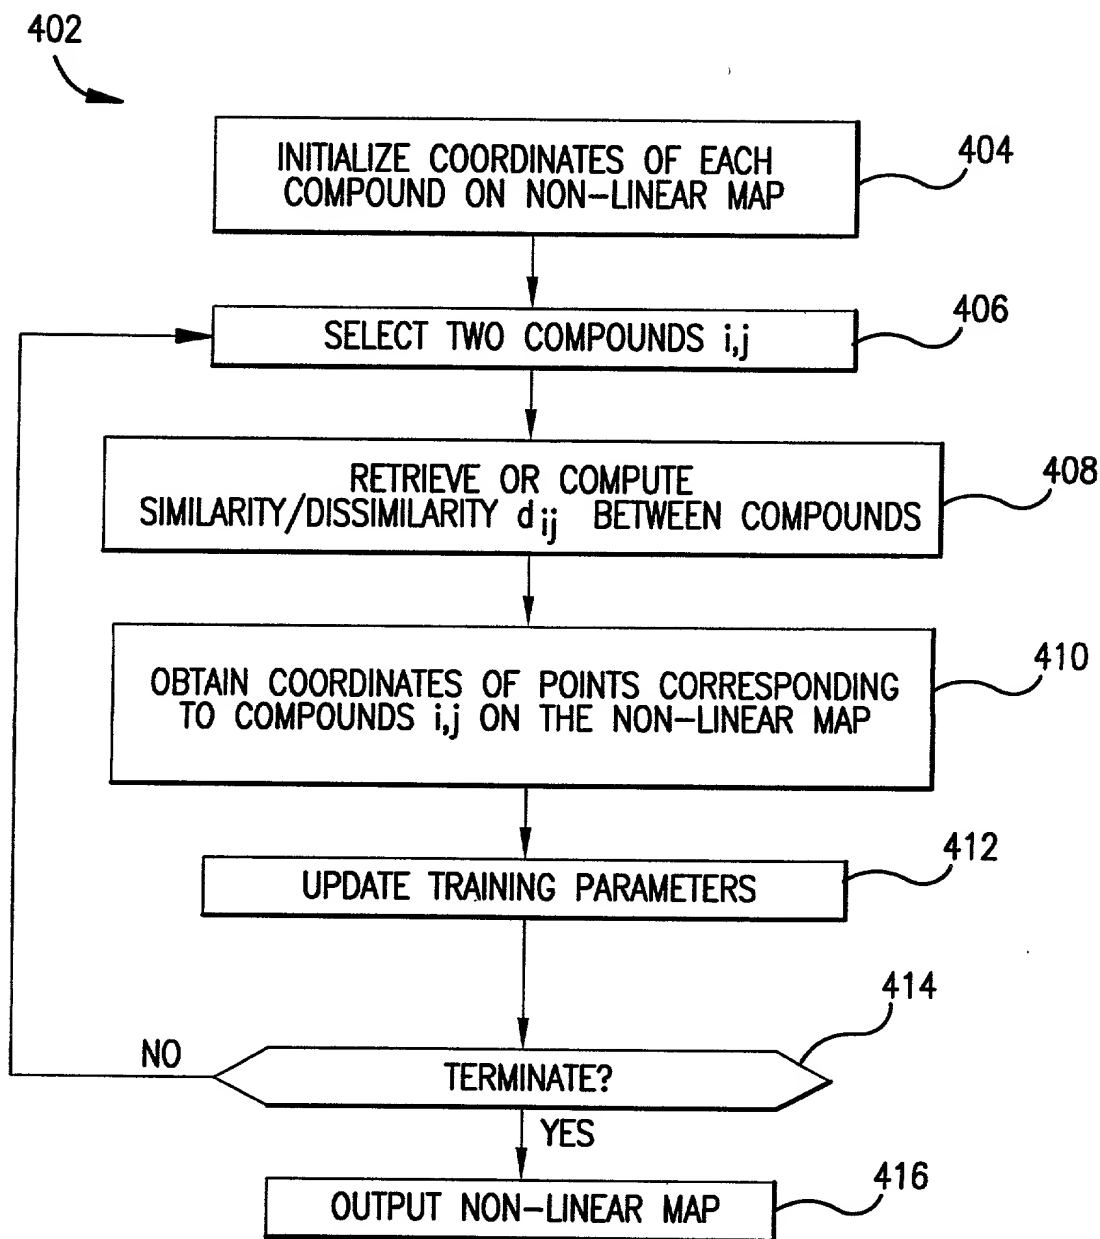 402
INITIALIZE COORDINATES OF EACH
COMPOUND ON NON-LINEAR MAP
404
SELECT TWO COMPOUNDS i,j
406
RETRIEVE OR COMPUTE
SIMILARITY/DISSIMILARITY dij BETWEEN COMPOUNDS
408
OBTAIN COORDINATES OF POINTS CORRESPONDING
TO COMPOUNDS i,j ON THE NON-LINEAR MAP
410
UPDATE TRAINING PARAMETERS
412
TERMINATE?
414
NO
YES
OUTPUT NON-LINEAR MAP
416